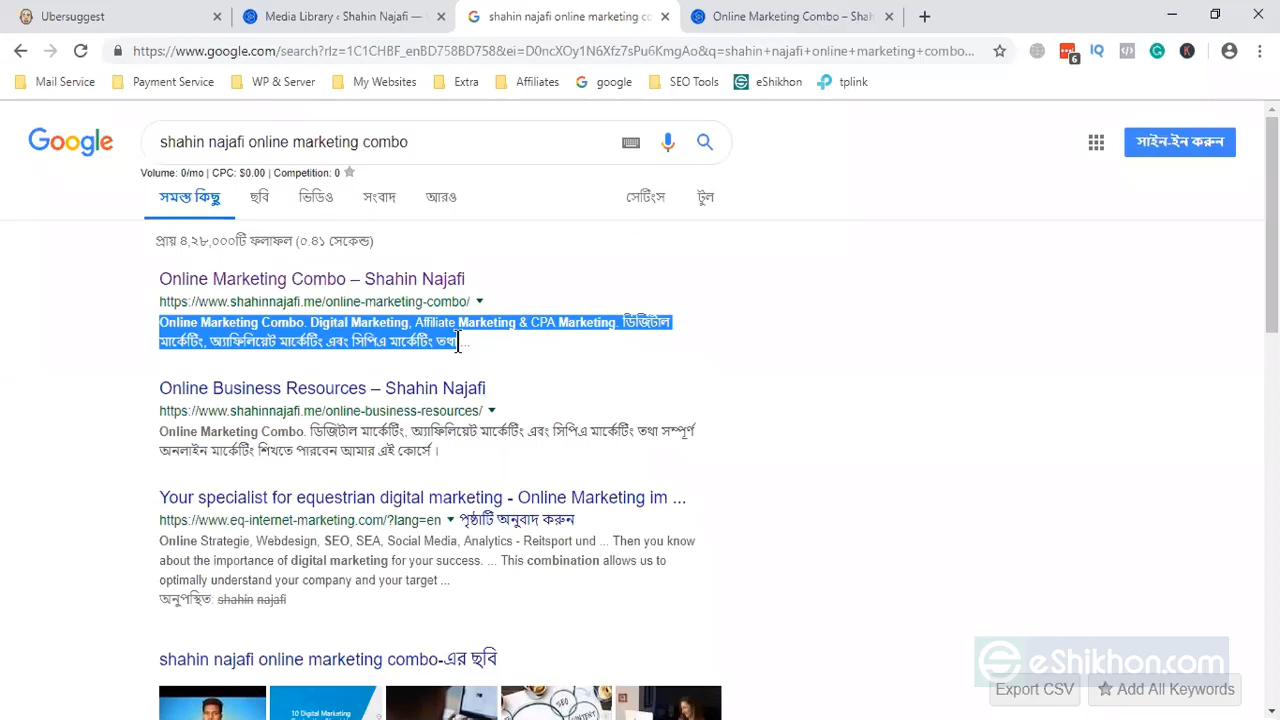 Ubersuggest
Media Library ‹ Shahin Najafi —
shahin najafi online marketing co
Online Marketing Combo – Shah
https://www.google.com/search?rlz=1C1CHBF_enBD758BD758&ei=D0ncXOy1N6Xfz7sPu6KmgAo&q=shahin+najafi+online+marketing+combo...
6
IQ
K
Mail Service
Payment Service
WP & Server
My Websites
Extra
Affiliates
google
SEO Tools
eShikhon
tplink
Google
shahin najafi online marketing combo
সাইন-ইন করুন
Volume: 0/mo | CPC: $0.00 | Competition: 0
সমস্ত কিছু
ছবি
ভিডিও
সংবাদ
আরও
সেটিংস
টুল
প্রায় ৪,২৮,০০০টি ফলাফল (০.৪১ সেকেন্ড)
Online Marketing Combo – Shahin Najafi
https://www.shahinnajafi.me/online-marketing-combo/
Online Marketing Combo. Digital Marketing, Affiliate Marketing & CPA Marketing. ডিজিটাল
মার্কেটিং, অ্যাফিলিয়েট মার্কেটিং এবং সিপিএ মার্কেটিং তথা ...
Online Business Resources – Shahin Najafi
https://www.shahinnajafi.me/online-business-resources/
Online Marketing Combo. ডিজিটাল মার্কেটিং, অ্যাফিলিয়েট মার্কেটিং এবং সিপিএ মার্কেটিং তথা সম্পূর্ণ
অনলাইন মার্কেটিং শিখতে পারবেন আমার এই কোর্সে।
Your specialist for equestrian digital marketing - Online Marketing im ...
https://www.eq-internet-marketing.com/?lang=en পৃষ্ঠাটি অনুবাদ করুন
Online Strategie, Webdesign, SEO, SEA, Social Media, Analytics - Reitsport und ... Then you know
about the importance of digital marketing for your success. ... This combination allows us to
optimally understand your company and your target ...
অনুপস্থিত: shahin najafi
shahin najafi online marketing combo-এর ছবি
10 Digital Marketing
eShikhon.com
Export CSV
Add All Keywords